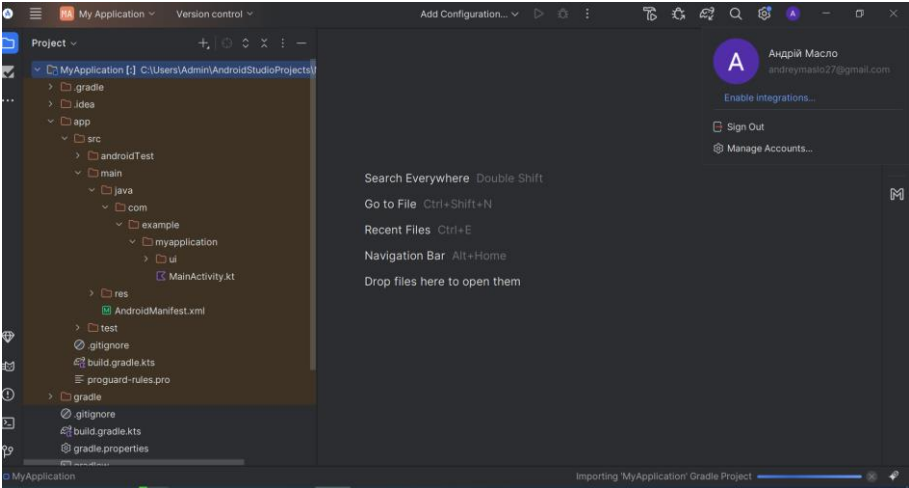 MA My Application Version control Add Configuration...
Project
MyApplication [:] C:\Users\Admin\AndroidStudioProjects\
.gradle
.idea
app
src
androidTest
main
java
com
example
myapplication
ui
MainActivity.kt
res
AndroidManifest.xml
test
.gitignore
build.gradle.kts
proguard-rules.pro
gradle
.gitignore
build.gradle.kts
gradle.properties
gradlew
Search Everywhere Double Shift
Go to File Ctrl+Shift+N
Recent Files Ctrl+E
Navigation Bar Alt+Home
Drop files here to open them
A
A
Андрій Масло
andreymaslo27@gmail.com
Enable integrations...
Sign Out
Manage Accounts...
MyApplication
Importing 'MyApplication' Gradle Project